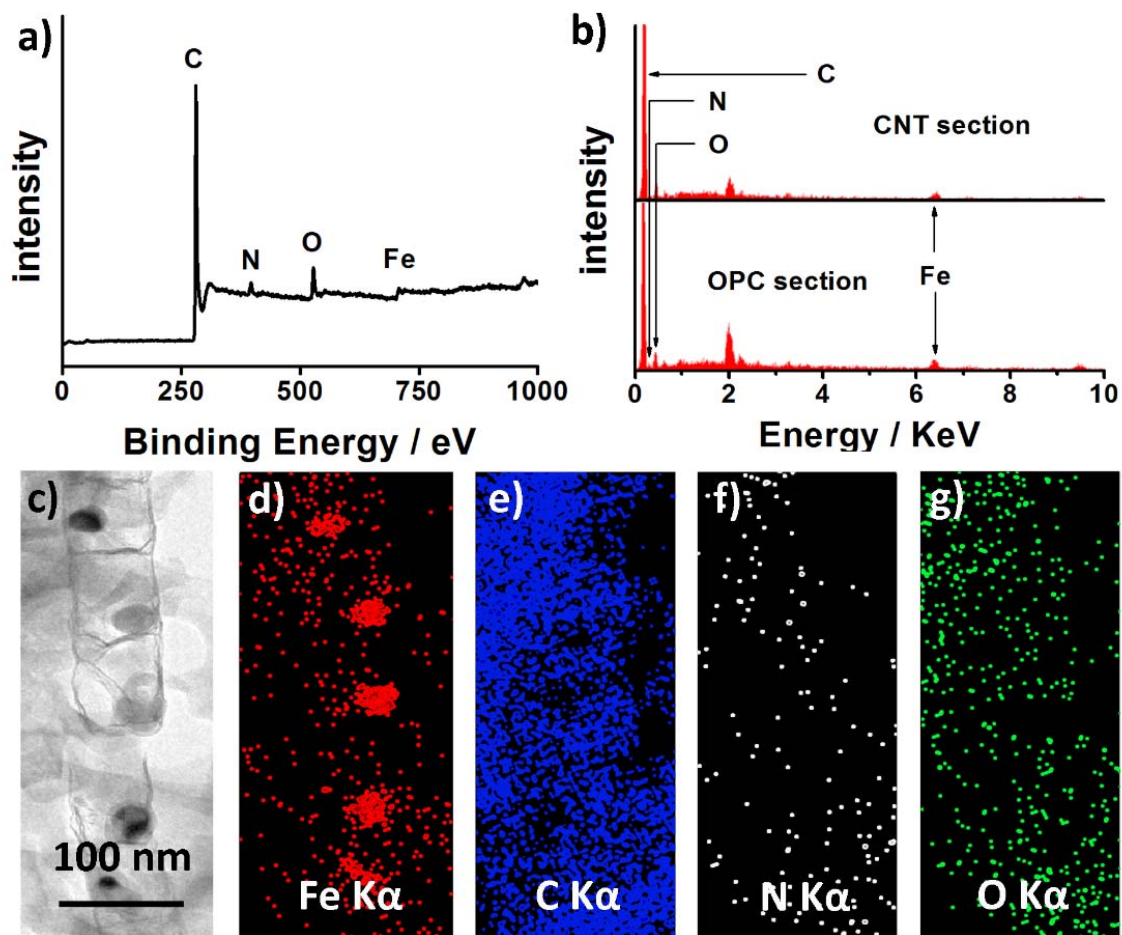 a)
C
N
O
Fe
intensity
0
250
500
750
1000
Binding Energy / eV
b)
C
N
O
CNT section
OPC section
Fe
intensity
0
2
4
6
8
10
Energy / KeV
c)
100 nm
d)
Fe Kα
e)
C Kα
f)
N Kα
g)
O Kα